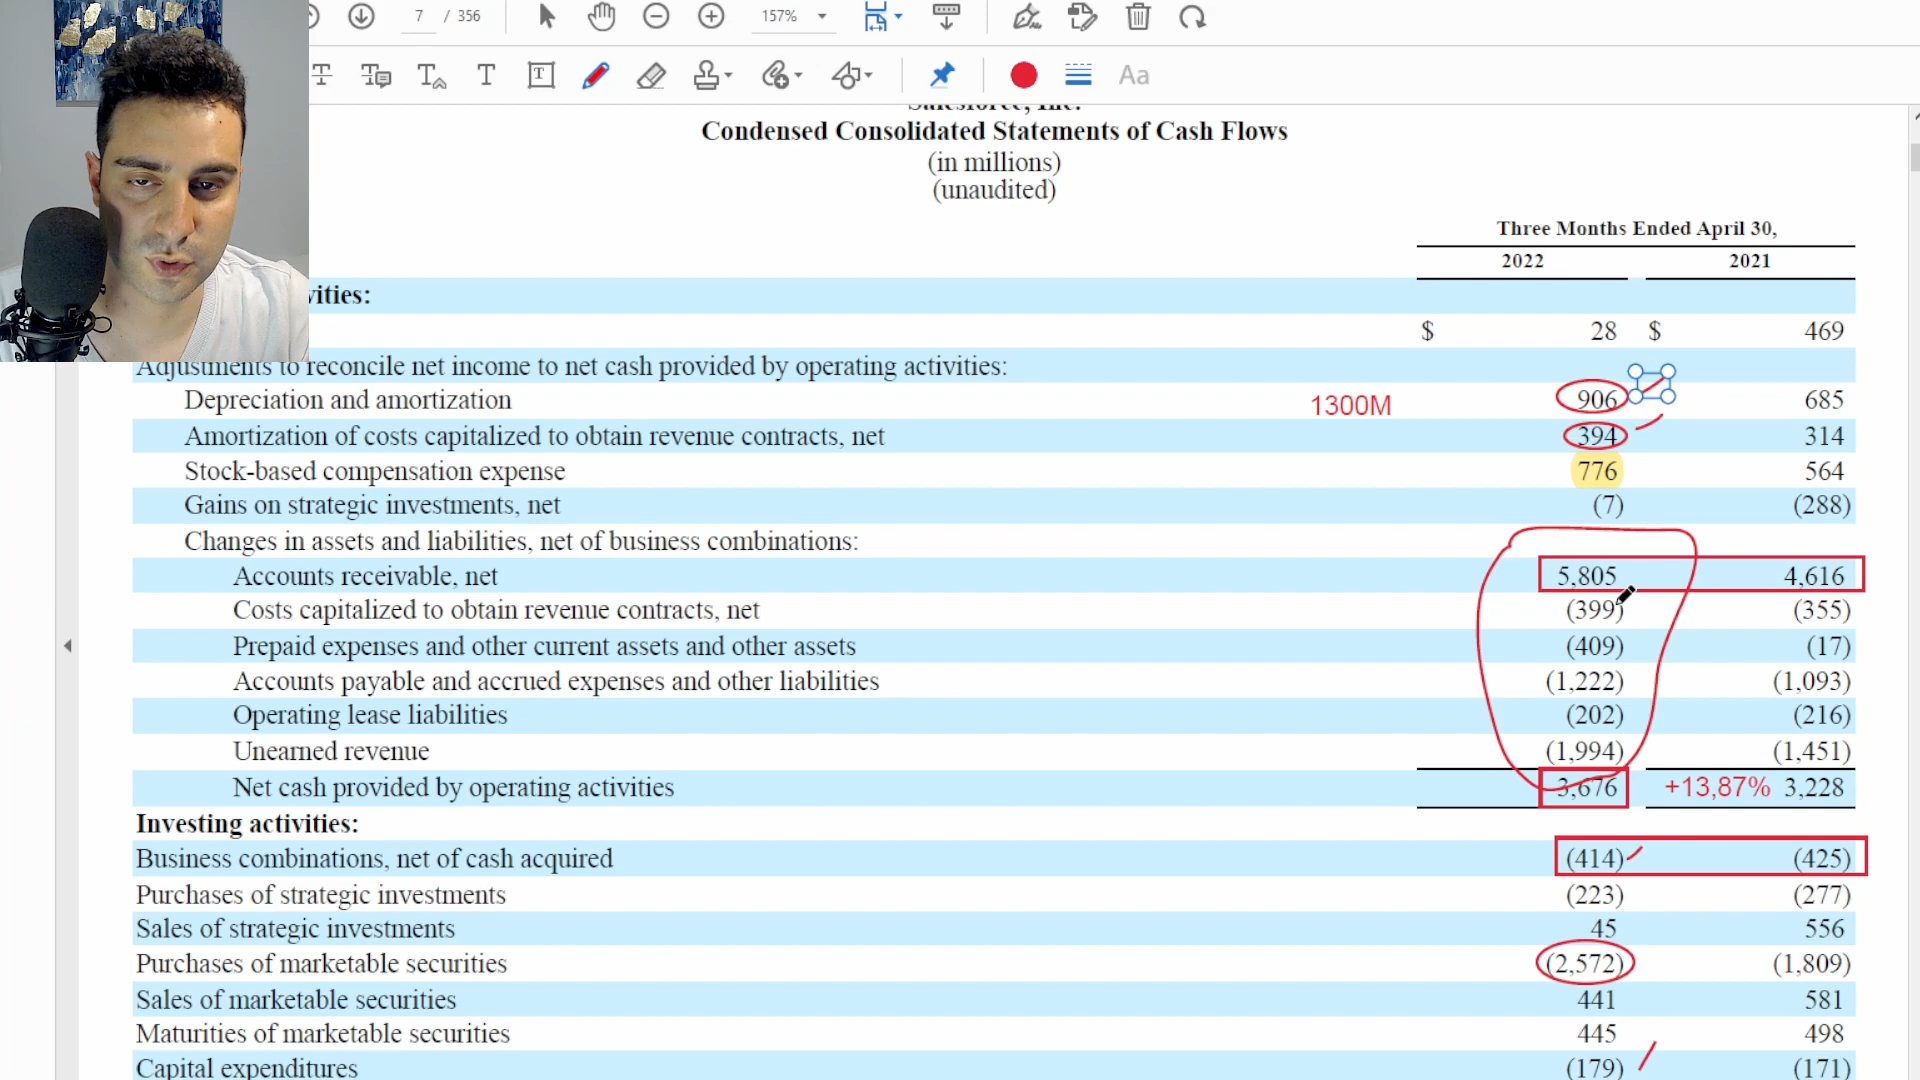 7 / 356 157%
T T T T T Aa
Salesforce, Inc.
Condensed Consolidated Statements of Cash Flows
(in millions)
(unaudited)
Three Months Ended April 30,
2022 2021
vities:
$ 28 $ 469
Adjustments to reconcile net income to net cash provided by operating activities:
Depreciation and amortization 1300M 906 685
Amortization of costs capitalized to obtain revenue contracts, net 394 314
Stock-based compensation expense 776 564
Gains on strategic investments, net (7) (288)
Changes in assets and liabilities, net of business combinations:
Accounts receivable, net 5,805 4,616
Costs capitalized to obtain revenue contracts, net (399) (355)
Prepaid expenses and other current assets and other assets (409) (17)
Accounts payable and accrued expenses and other liabilities (1,222) (1,093)
Operating lease liabilities (202) (216)
Unearned revenue (1,994) (1,451)
Net cash provided by operating activities 3,676 +13,87% 3,228
Investing activities:
Business combinations, net of cash acquired (414) (425)
Purchases of strategic investments (223) (277)
Sales of strategic investments 45 556
Purchases of marketable securities (2,572) (1,809)
Sales of marketable securities 441 581
Maturities of marketable securities 445 498
Capital expenditures (179) (171)